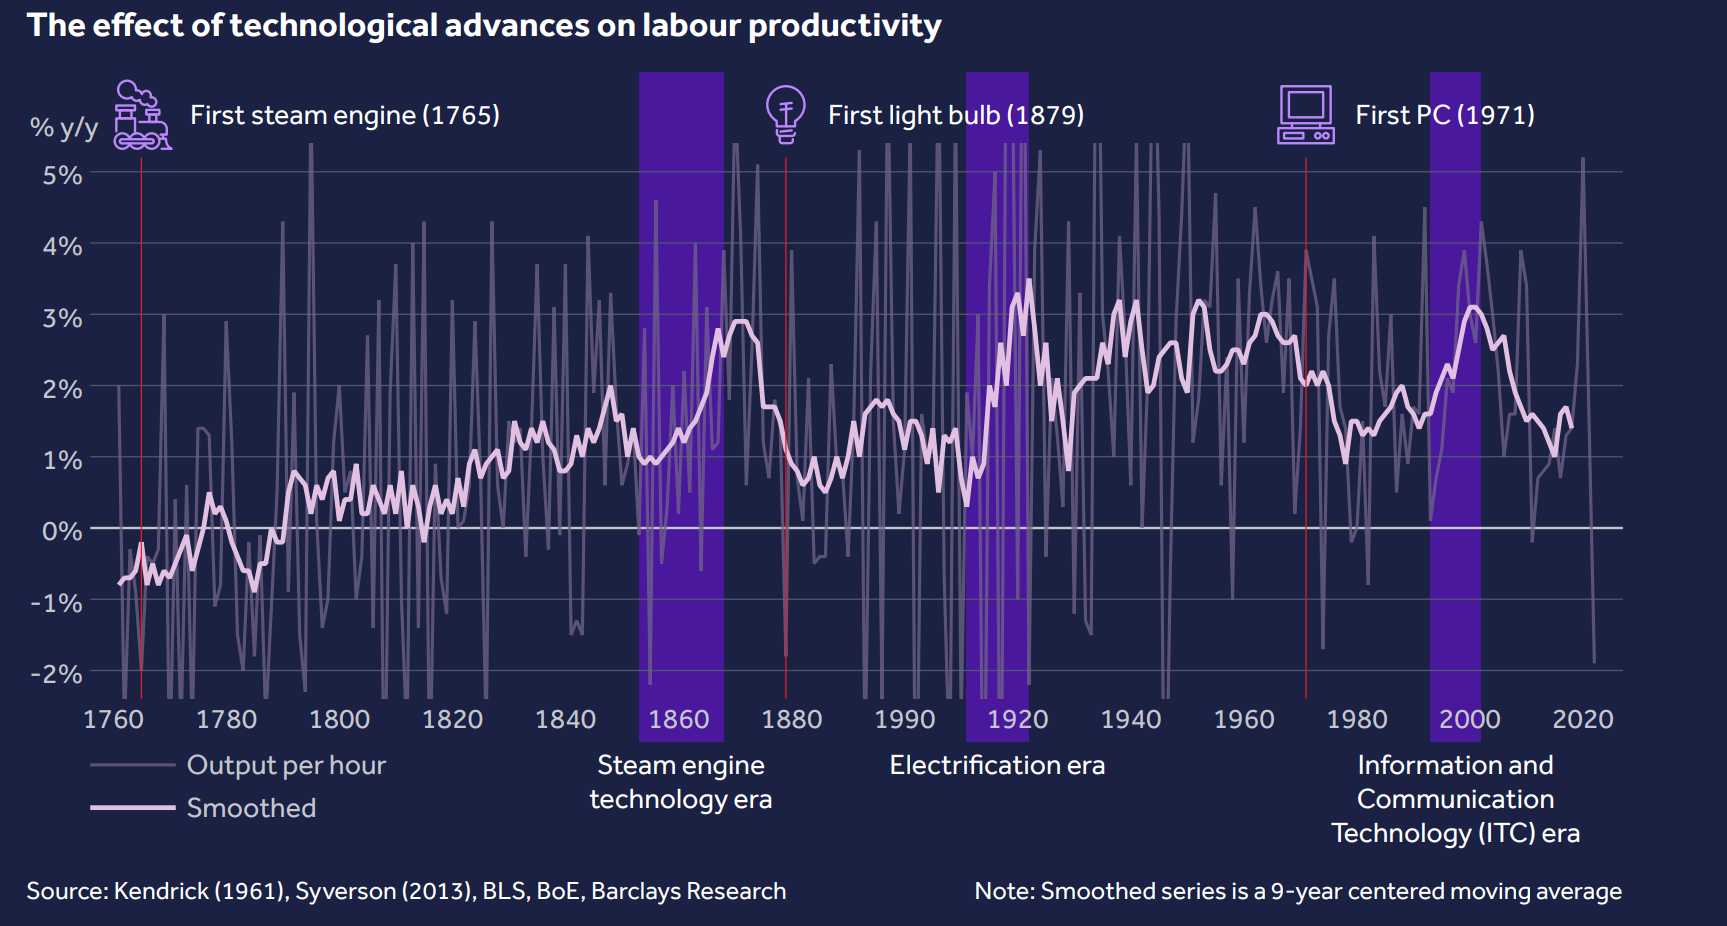 The effect of technological advances on labour productivity
First steam engine (1765)
First light bulb (1879)
First PC (1971)
% y/y
5%
4%
3%
2%
1%
0%
-1%
-2%
1760 1780 1800 1820 1840 1860 1880 1990 1920 1940 1960 1980 2000 2020
Output per hour
Smoothed
Steam engine
technology era
Electrification era
Information and
Communication
Technology (ITC) era
Source: Kendrick (1961), Syverson (2013), BLS, BoE, Barclays Research
Note: Smoothed series is a 9-year centered moving average